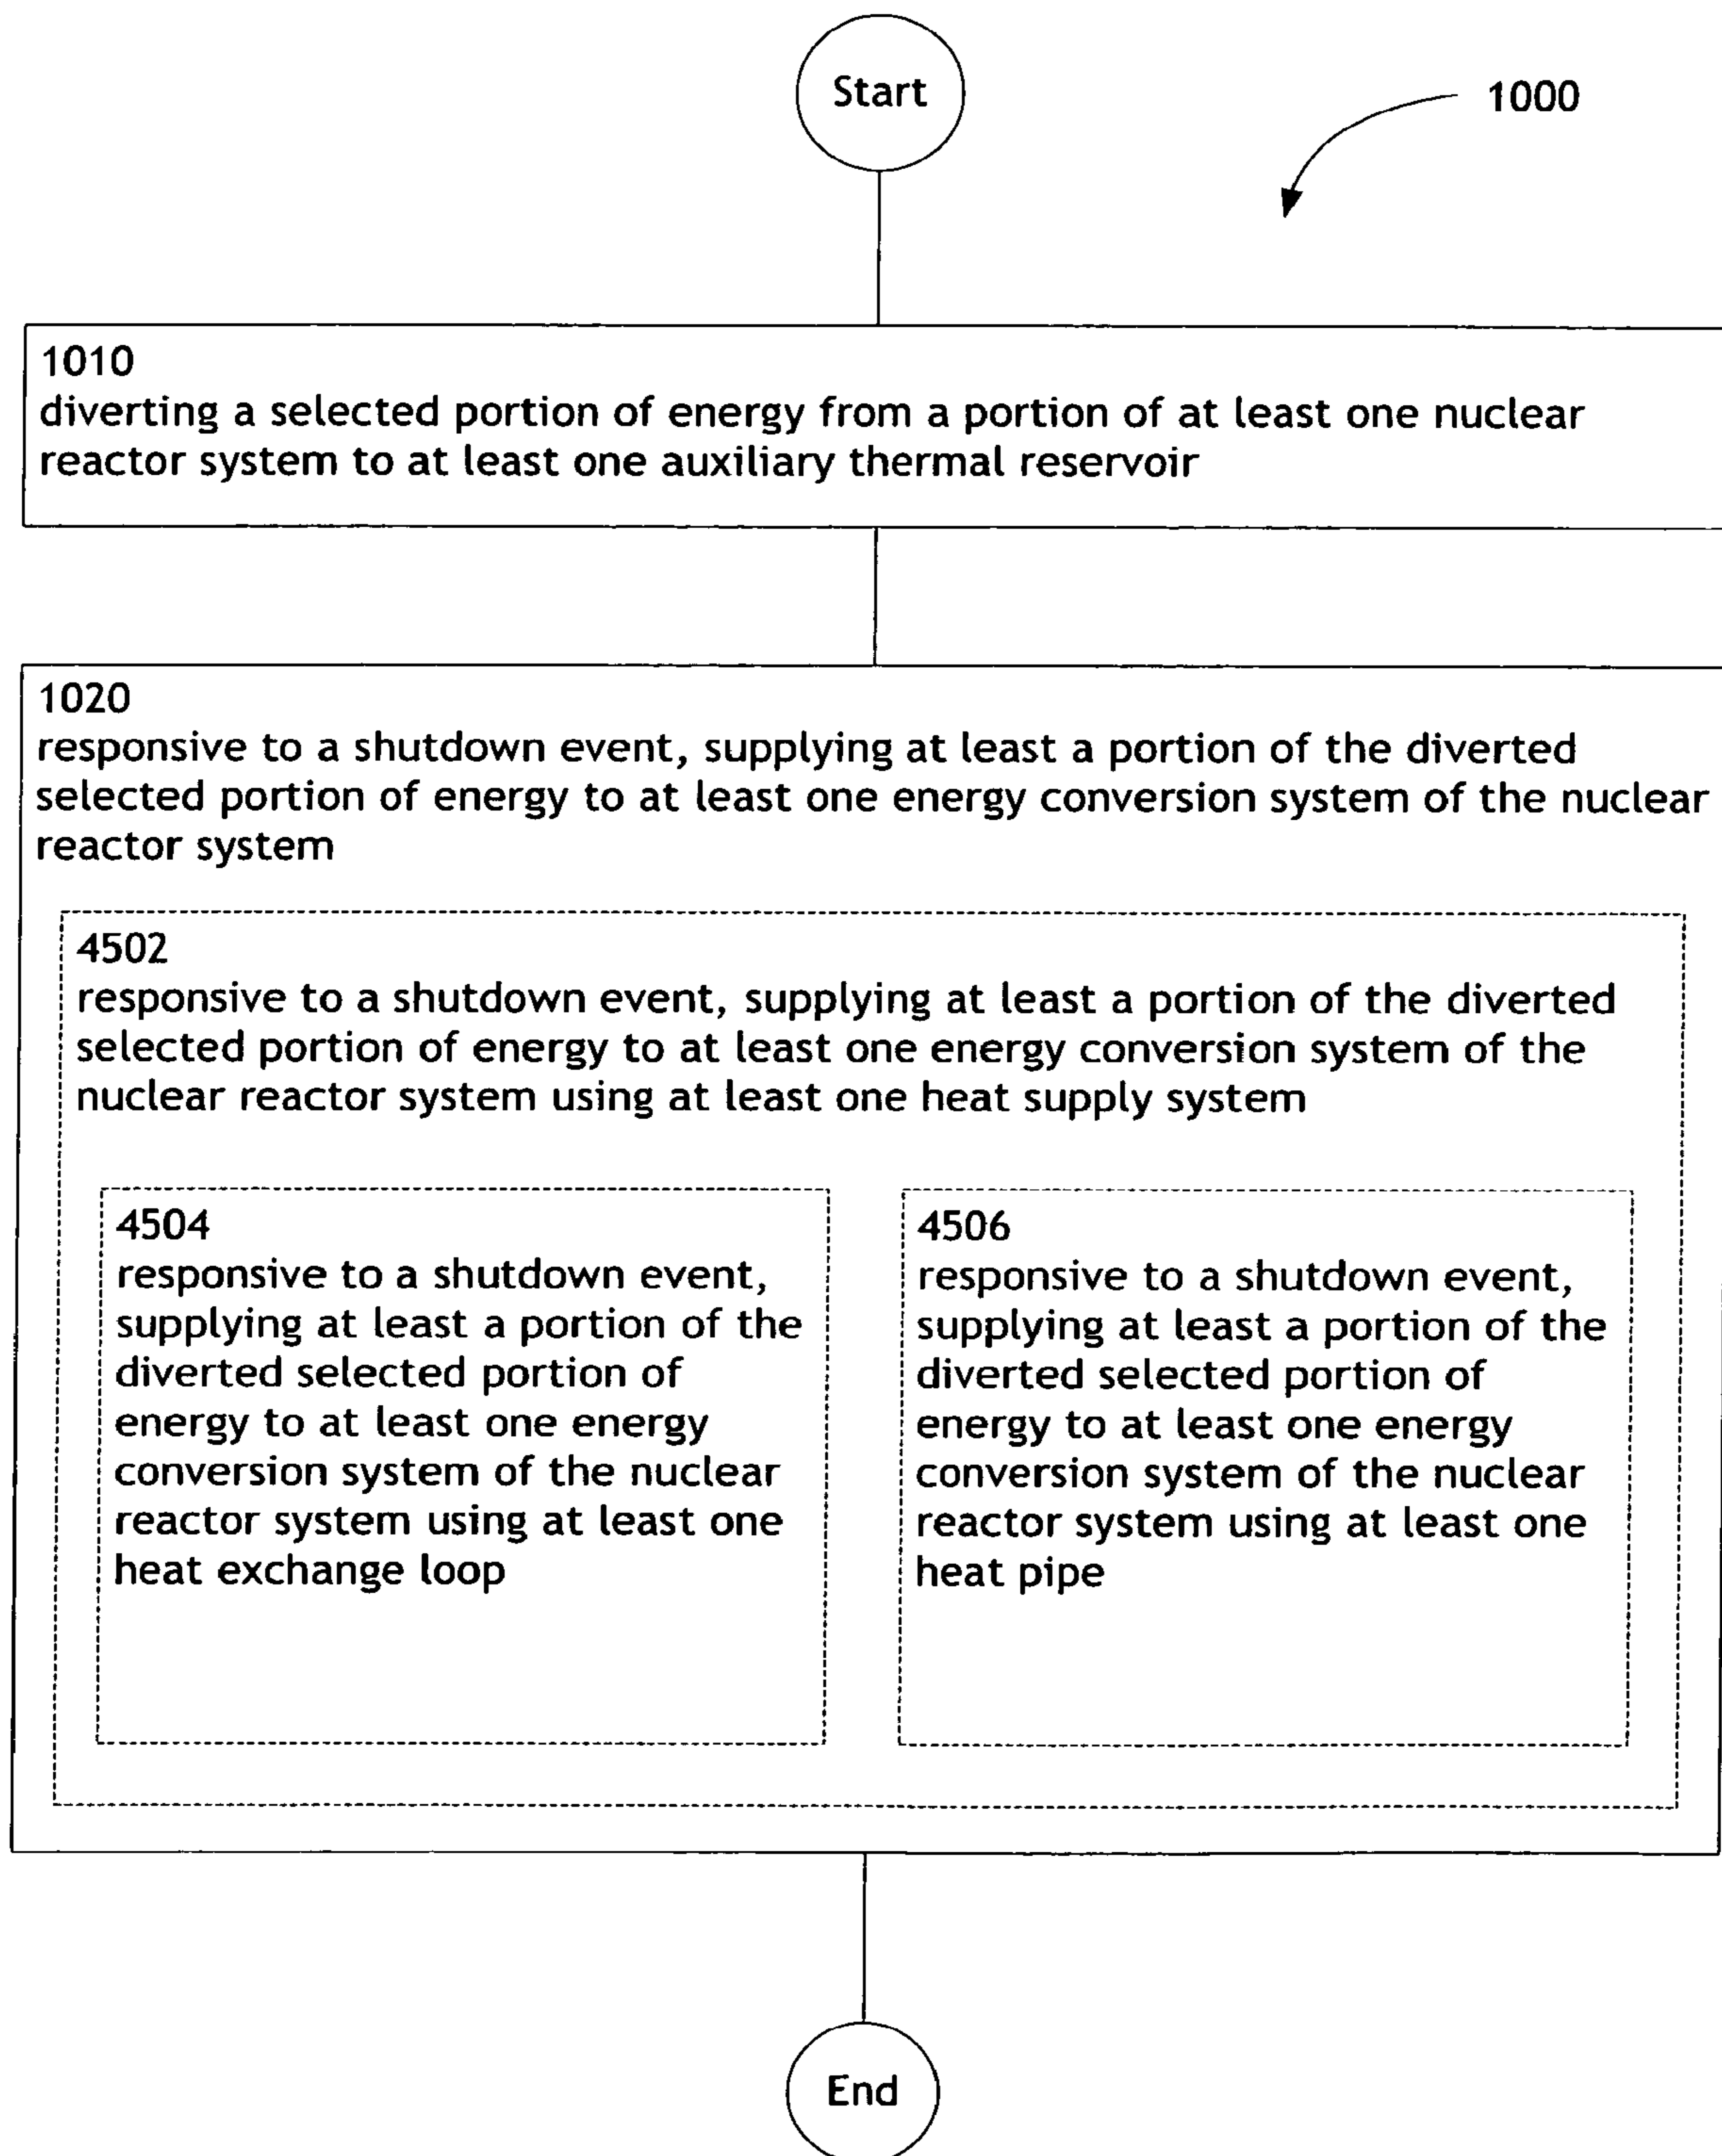 Start
1000
1010
diverting a selected portion of energy from a portion of at least one nuclear
reactor system to at least one auxiliary thermal reservoir
1020
responsive to a shutdown event, supplying at least a portion of the diverted
selected portion of energy to at least one energy conversion system of the nuclear
reactor system
4502
responsive to a shutdown event, supplying at least a portion of the diverted
selected portion of energy to at least one energy conversion system of the
nuclear reactor system using at least one heat supply system
4504
responsive to a shutdown event,
supplying at least a portion of the
diverted selected portion of
energy to at least one energy
conversion system of the nuclear
reactor system using at least one
heat exchange loop
4506
responsive to a shutdown event,
supplying at least a portion of the
diverted selected portion of
energy to at least one energy
conversion system of the nuclear
reactor system using at least one
heat pipe
End